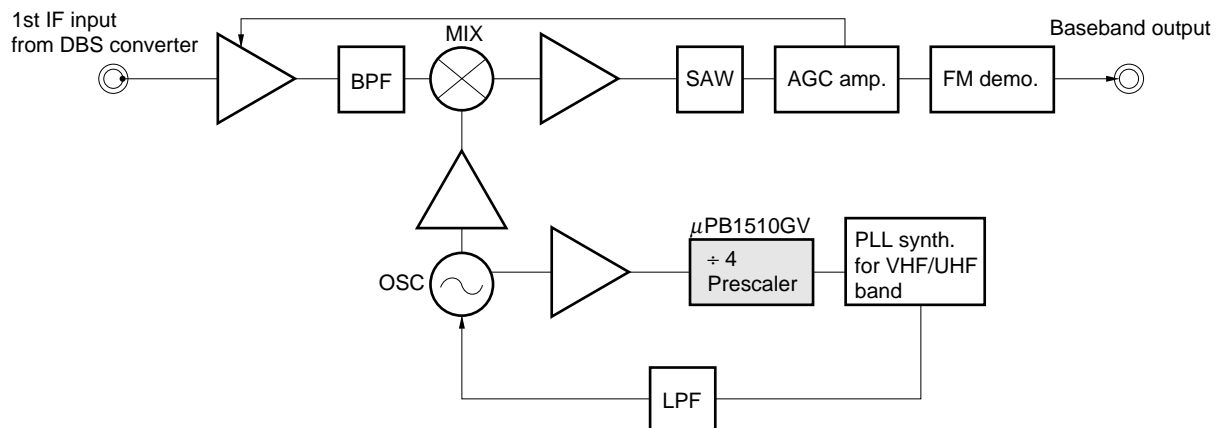 1st IF input
from DBS converter
MIX
Baseband output
BPF
SAW
AGC amp.
FM demo.
OSC
μPB1510GV
÷ 4
Prescaler
PLL synth.
for VHF/UHF
band
LPF